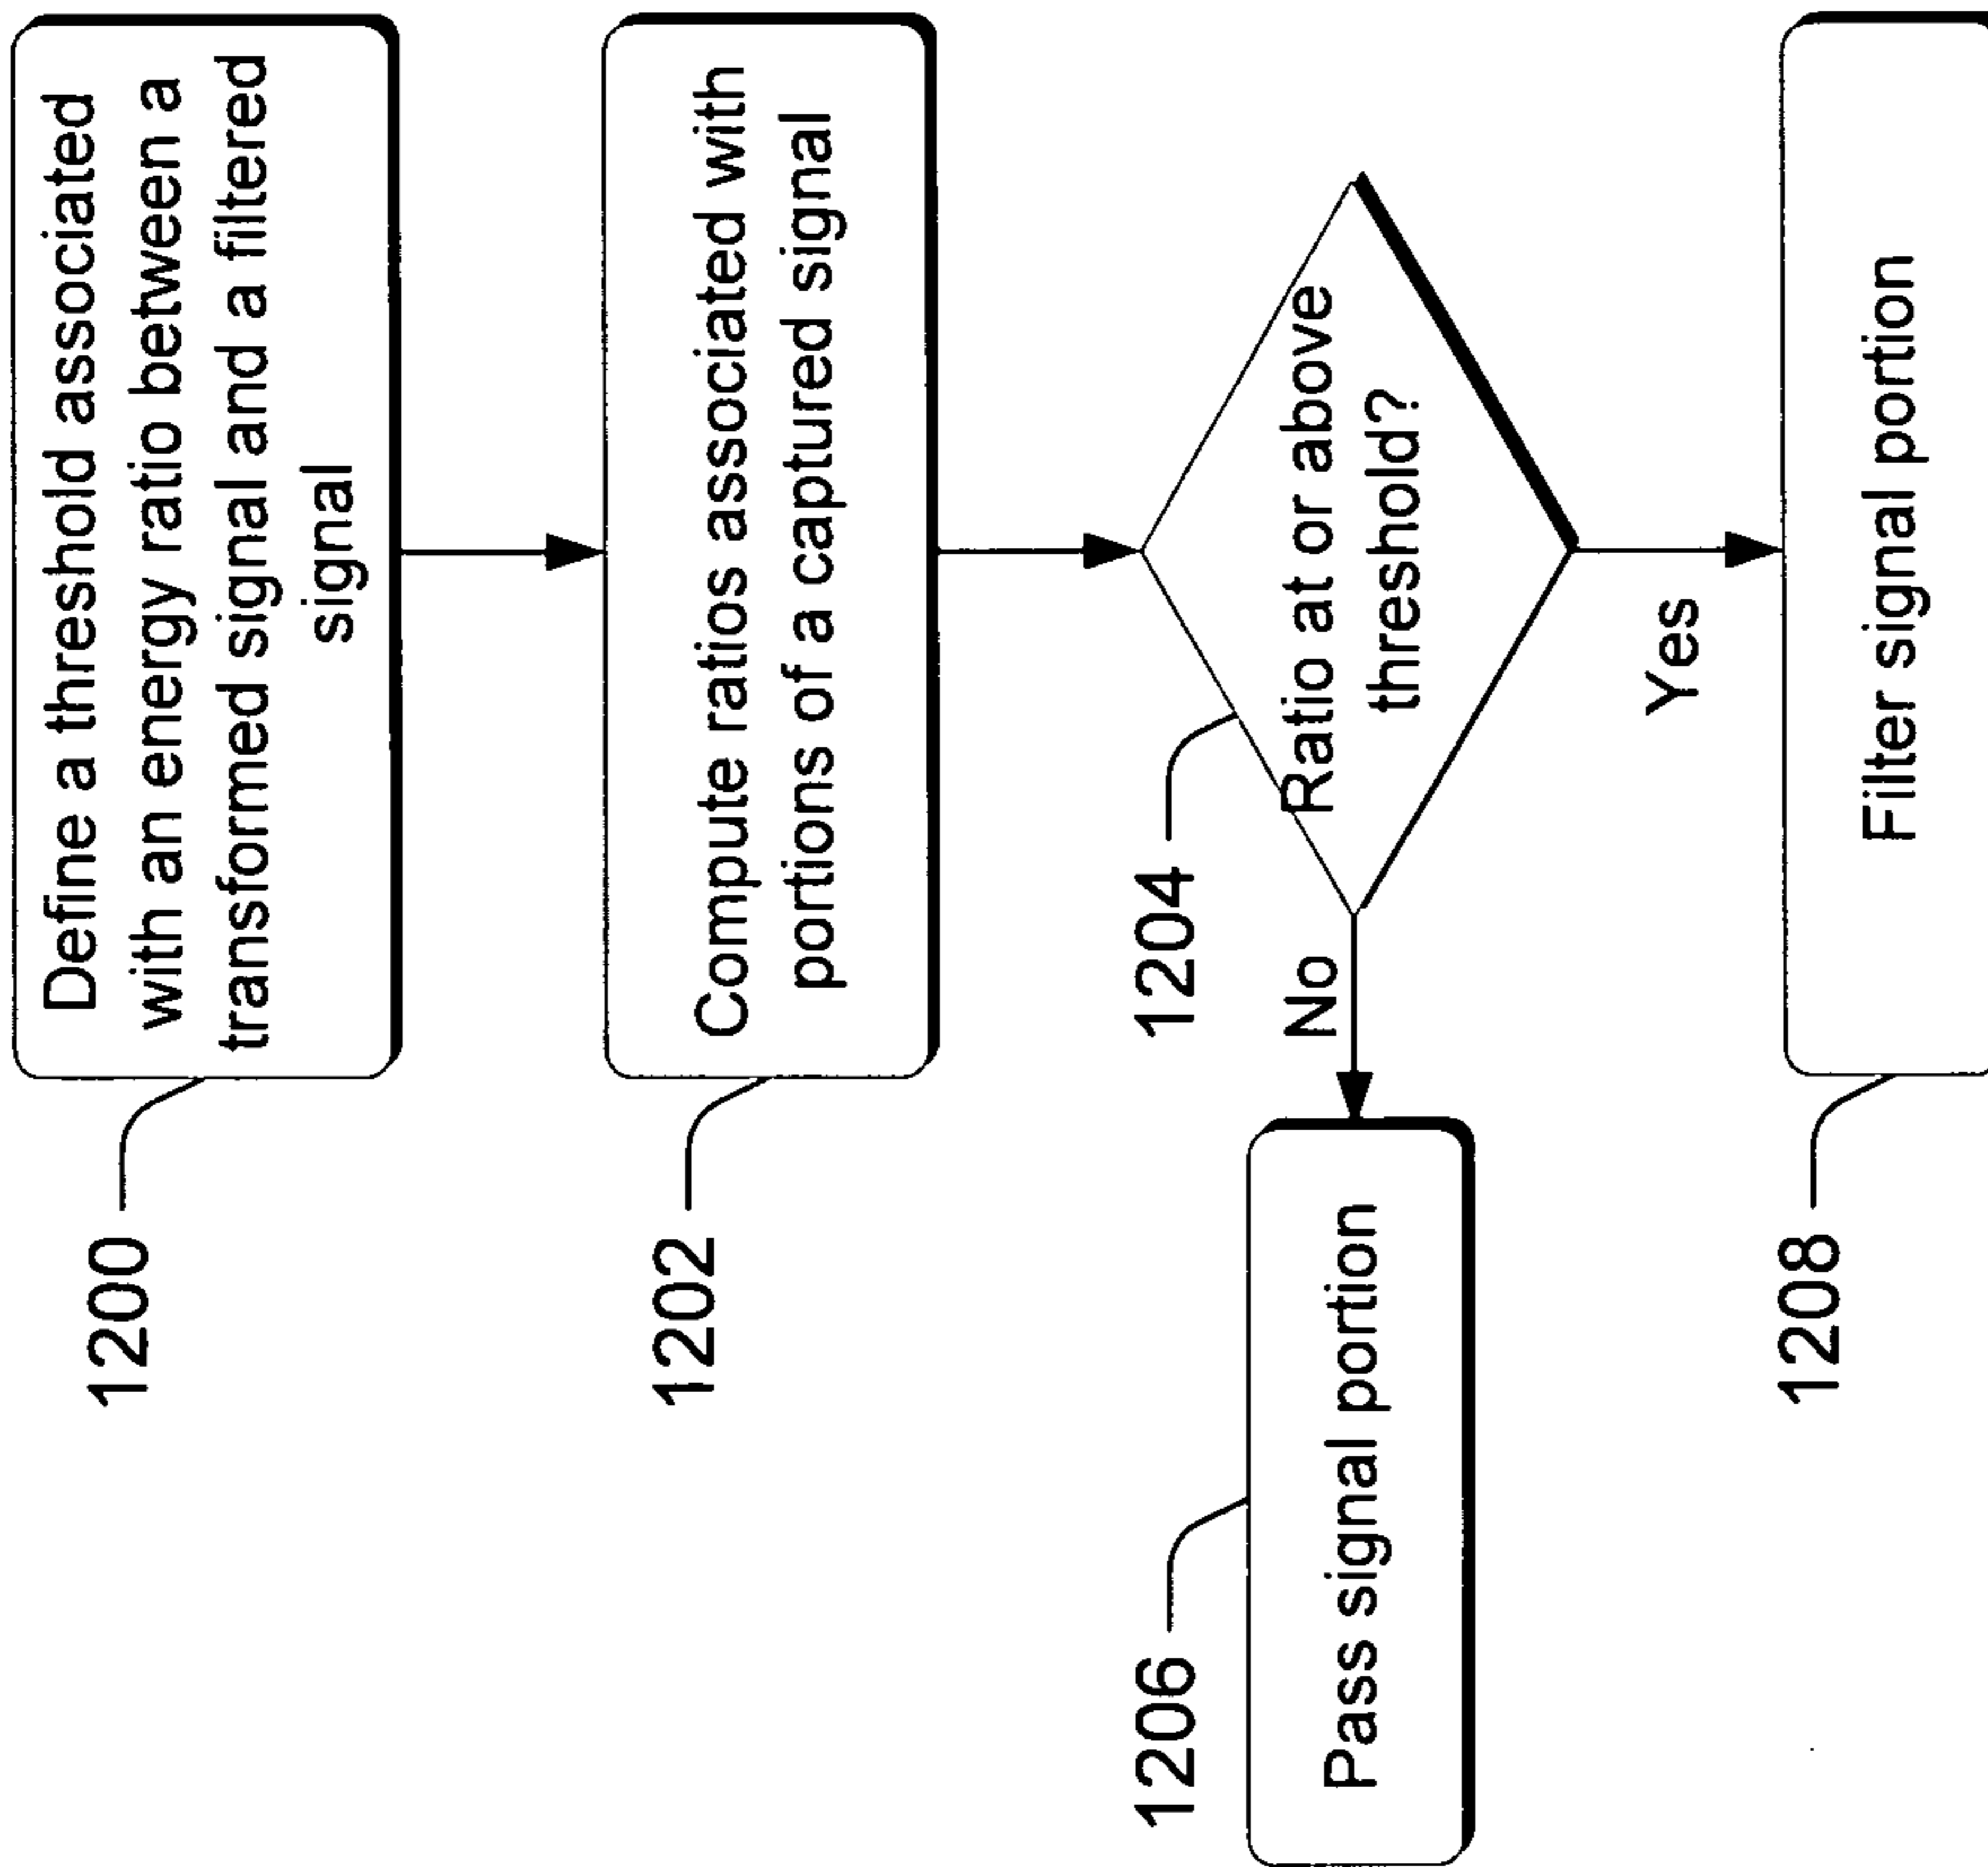 1200
Define a threshold associated
with an energy ratio between a
transformed signal and a filtered
signal
1202
Compute ratios associated with
portions of a captured signal
1204
Ratio at or above
threshold?
No
1206
Pass signal portion
Yes
1208
Filter signal portion